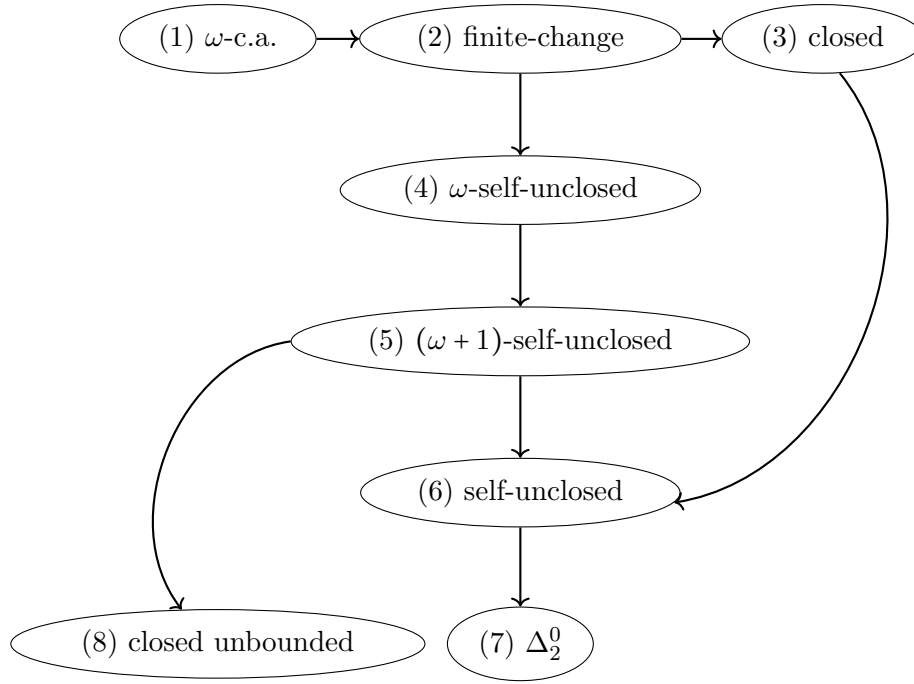 (1) ω-c.a.
(2) finite-change
(3) closed
(4) ω-self-unclosed
(5) (ω + 1)-self-unclosed
(6) self-unclosed
(8) closed unbounded
(7) Δ⁰₂